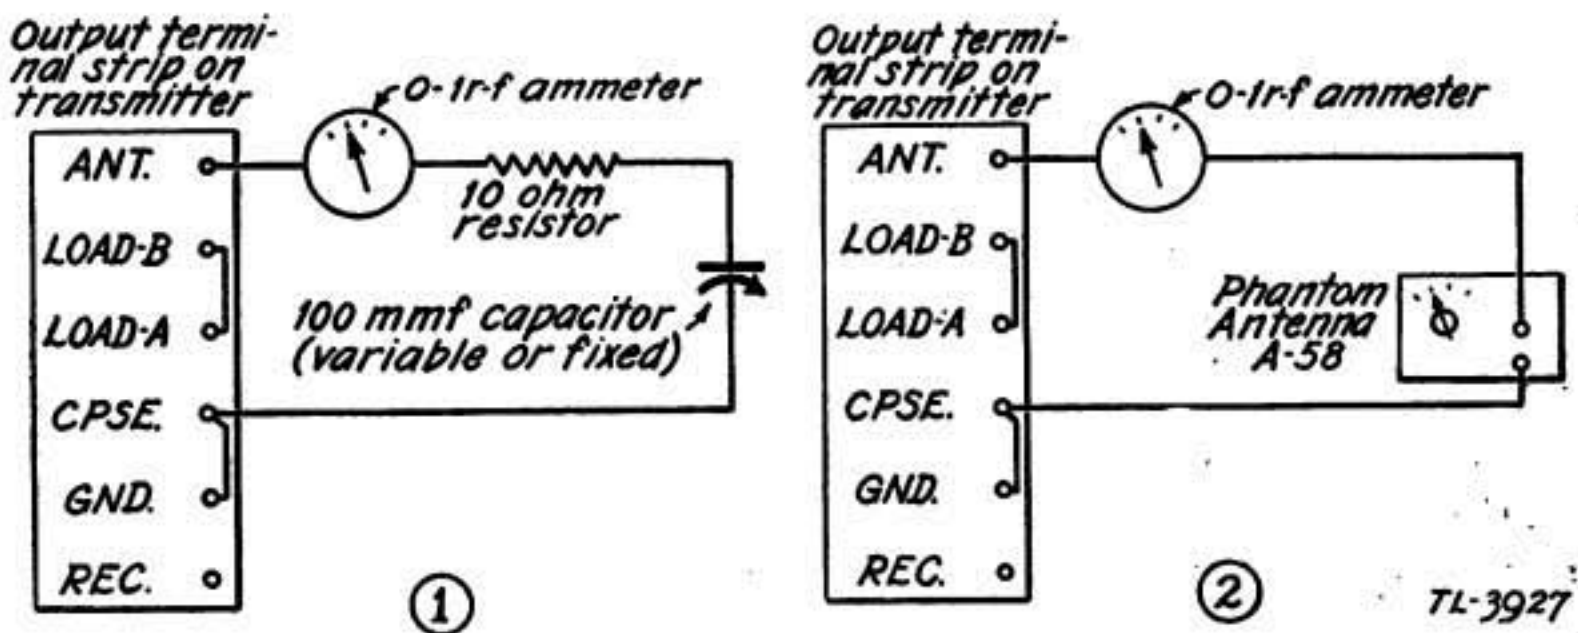 Output termi-
nal strip on
transmitter
0-1 r-f ammeter
ANT.
10 ohm
resistor
LOAD-B
LOAD-A
100 mmf capacitor
(variable or fixed)
CPSE.
GND.
REC.
1
Output termi-
nal strip on
transmitter
0-1 r-f ammeter
ANT.
LOAD-B
LOAD-A
Phantom
Antenna
A-58
CPSE.
GND.
REC.
2
TL-3927